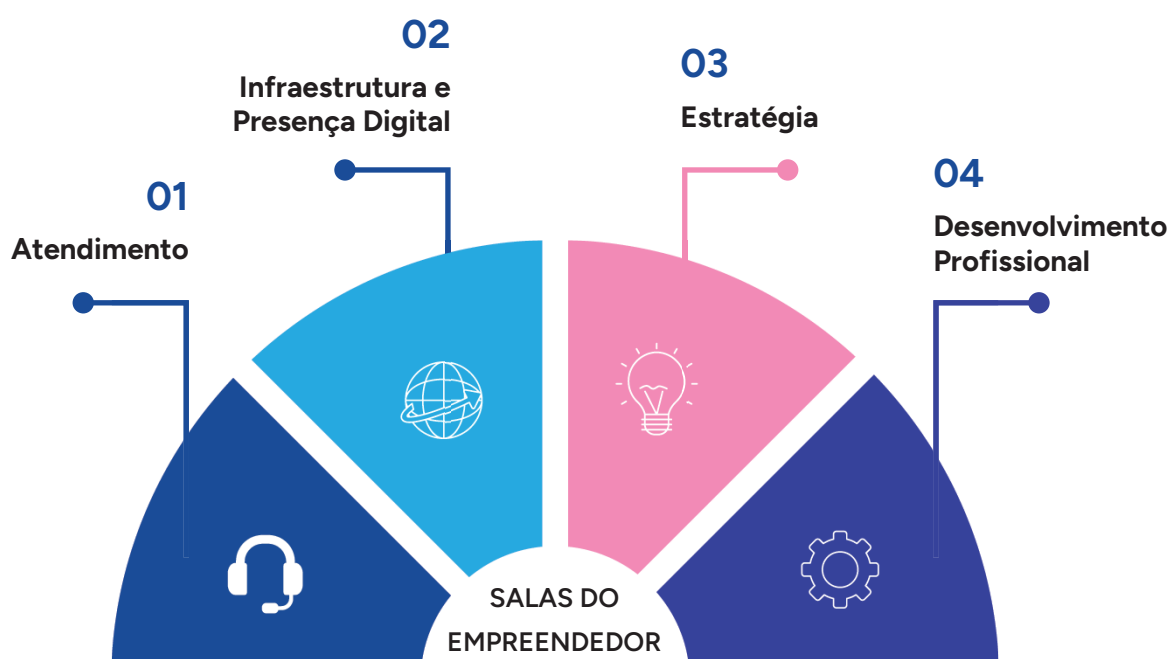 01
Atendimento
02
Infraestrutura e
Presença Digital
03
Estratégia
04
Desenvolvimento
Profissional
SALAS DO
EMPREENDEDOR